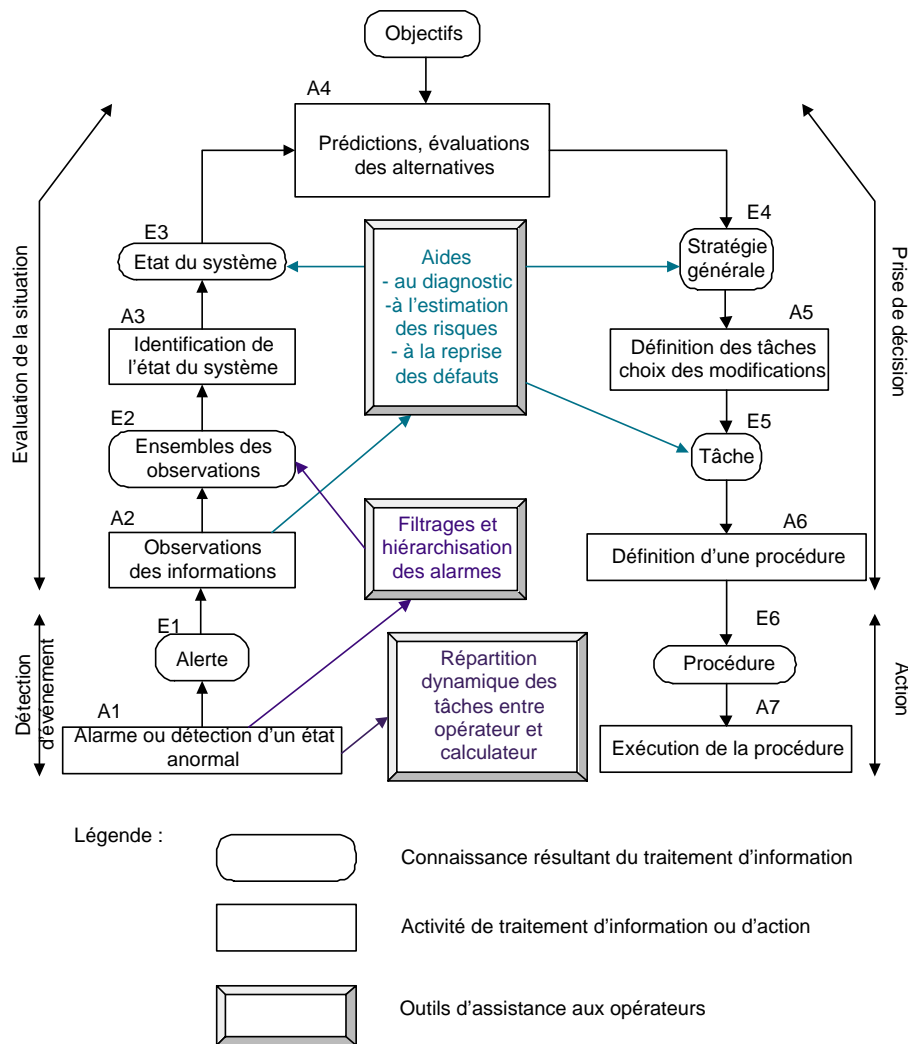 Objectifs
A4
Prédictions, évaluations
des alternatives
E3
Etat du système
E4
Stratégie
générale
Aides
- au diagnostic
-à l'estimation
des risques
- à la reprise
des défauts
A3
Identification de
l'état du système
A5
Définition des tâches
choix des modifications
E2
Ensembles des
observations
E5
Tâche
A2
Observations
des informations
Filtrages et
hiérarchisation
des alarmes
A6
Définition d'une procédure
E1
Alerte
E6
Procédure
Répartition
dynamique des
tâches entre
opérateur et
calculateur
A1
Alarme ou détection d'un état
anormal
A7
Exécution de la procédure
Evaluation de la situation
Détection
d'événement
Prise de décision
Action
Légende :
Connaissance résultant du traitement d'information
Activité de traitement d'information ou d'action
Outils d'assistance aux opérateurs